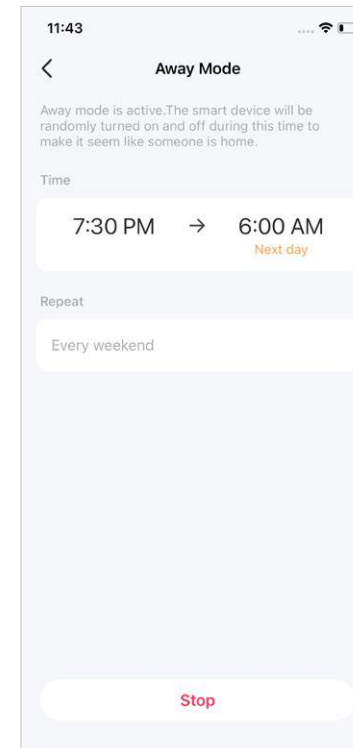 11:43
Away Mode
Away mode is active.The smart device will be
randomly turned on and off during this time to
make it seem like someone is home.
Time
7:30 PM → 6:00 AM
Next day
Repeat
Every weekend
Stop